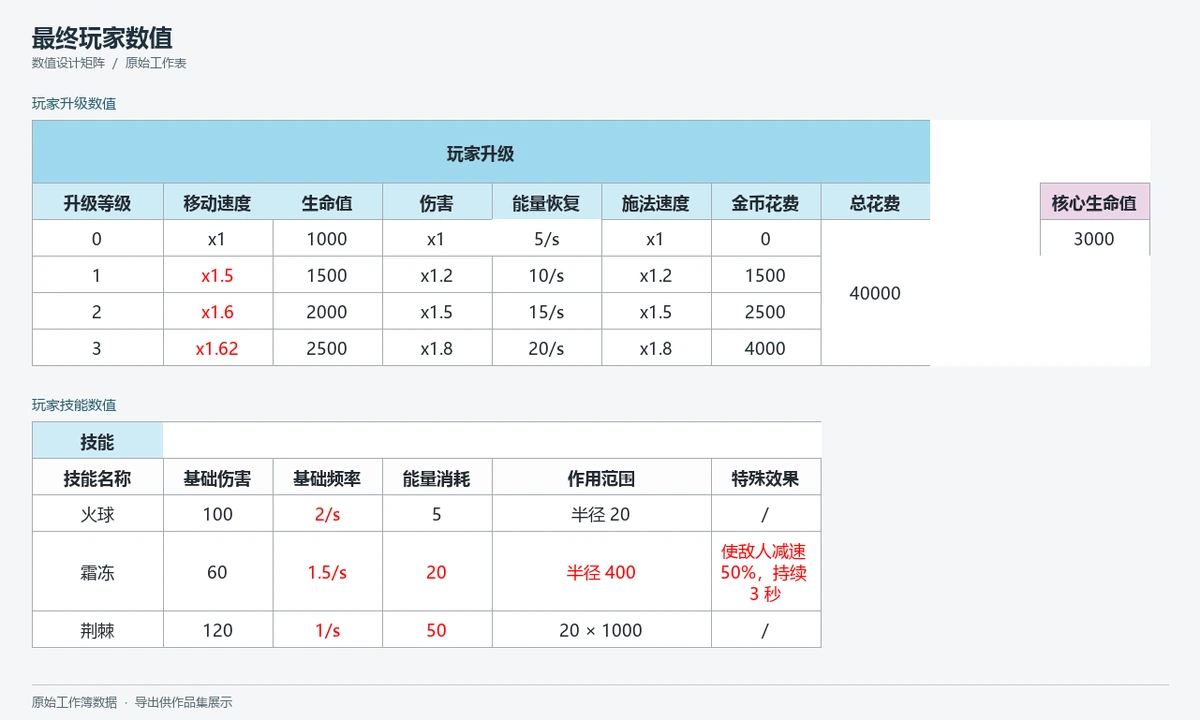 最终玩家数值
数值设计矩阵 / 原始工作表
玩家升级数值
玩家升级
升级等级 移动速度 生命值 伤害 能量恢复 施法速度 金币花费 总花费 核心生命值
0 x1 1000 x1 5/s x1 0 3000
1 x1.5 1500 x1.2 10/s x1.2 1500
40000
2 x1.6 2000 x1.5 15/s x1.5 2500
3 x1.62 2500 x1.8 20/s x1.8 4000
玩家技能数值
技能
技能名称 基础伤害 基础频率 能量消耗 作用范围 特殊效果
火球 100 2/s 5 半径 20 /
霜冻 60 1.5/s 20 半径 400 使敌人减速
50%，持续
3 秒
荆棘 120 1/s 50 20 × 1000 /
原始工作簿数据 · 导出供作品集展示